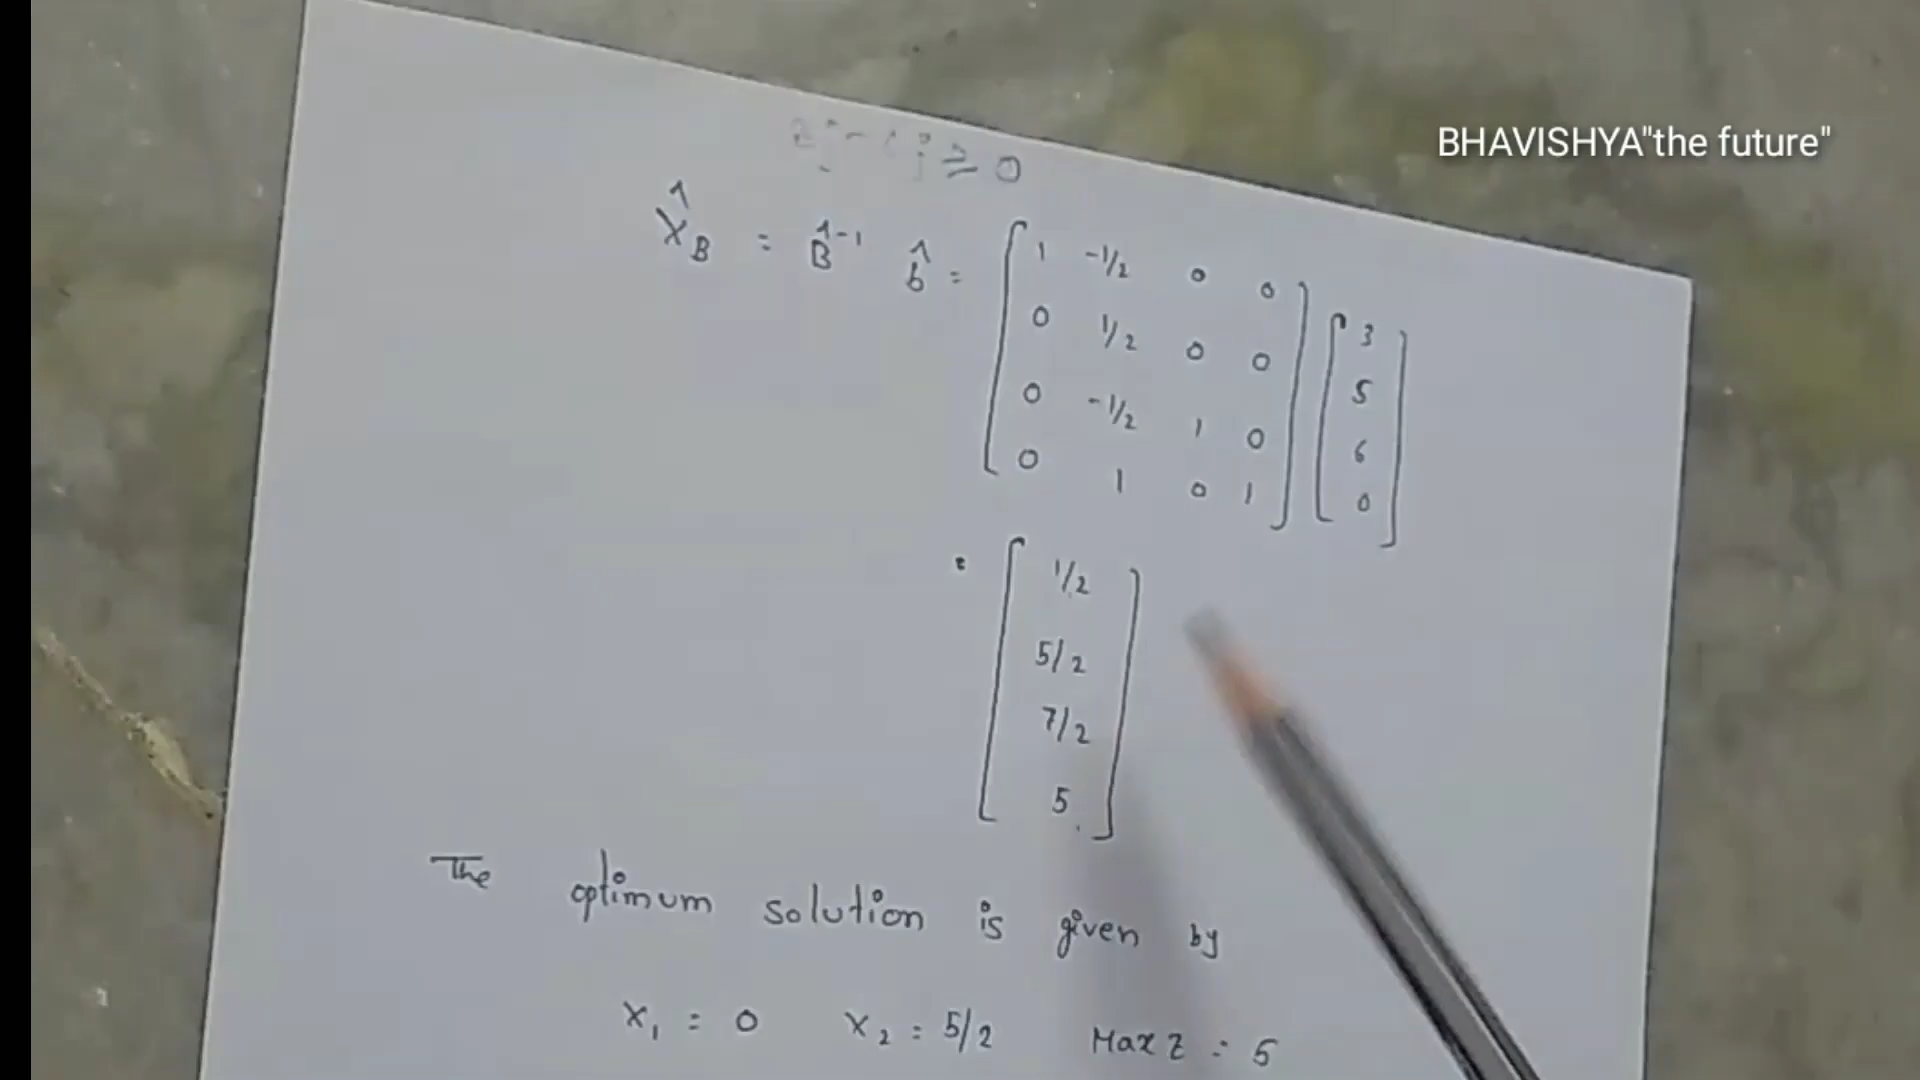 BHAVISHYA"the future"
≥ 0
X̂_B = B̂⁻¹ b̂ = [ 1 -1/2 0 0 ] [ 3 ]
[ 0 1/2 0 0 ] [ 5 ]
[ 0 -1/2 1 0 ] [ 6 ]
[ 0 1 0 1 ] [ 0 ]
= [ 1/2 ]
[ 5/2 ]
[ 7/2 ]
[ 5 ]
The optimum solution is given by
x₁ = 0 x₂ = 5/2 Max Z = 5